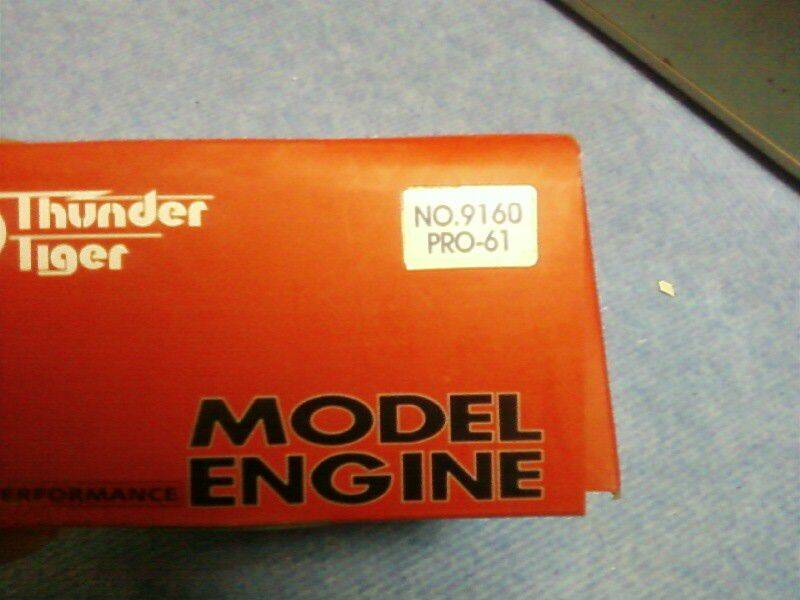 Thunder
Tiger
NO.9160
PRO-61
MODEL
ERFORMANCE ENGINE